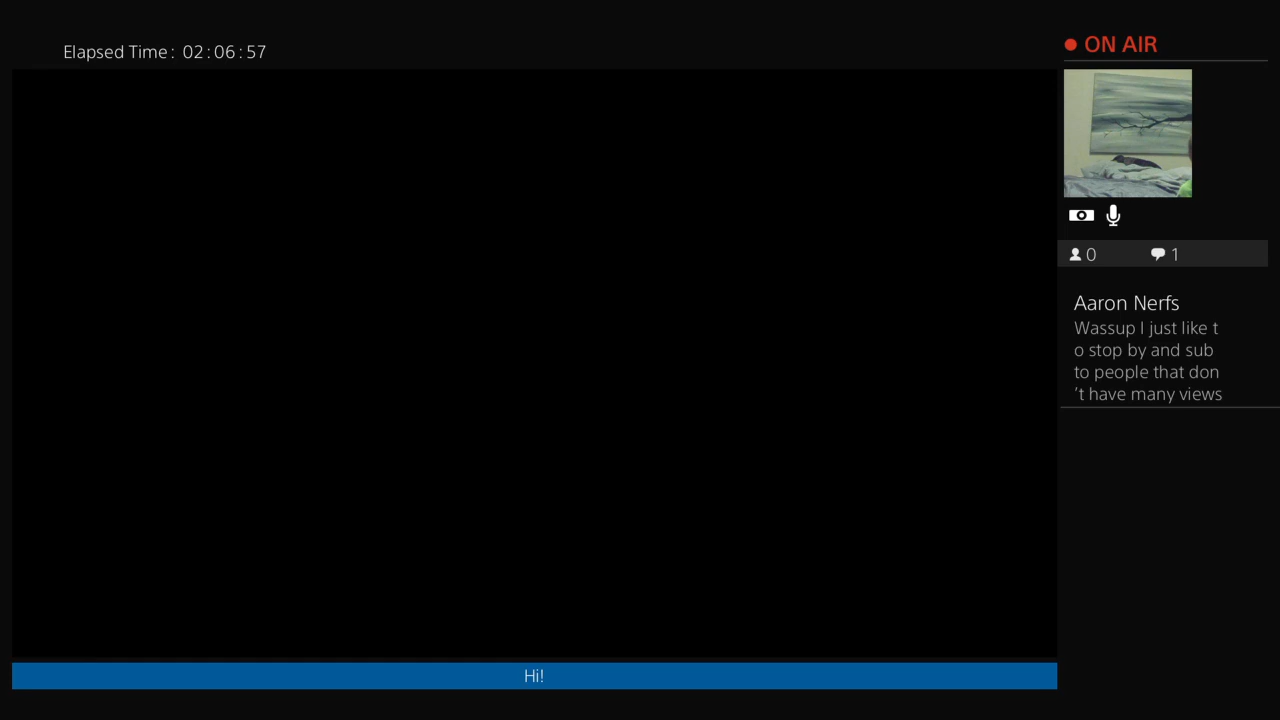 Elapsed Time: 02:06:57
ON AIR
0
1
Aaron Nerfs
Wassup I just like t
o stop by and sub
to people that don
't have many views
Hi!